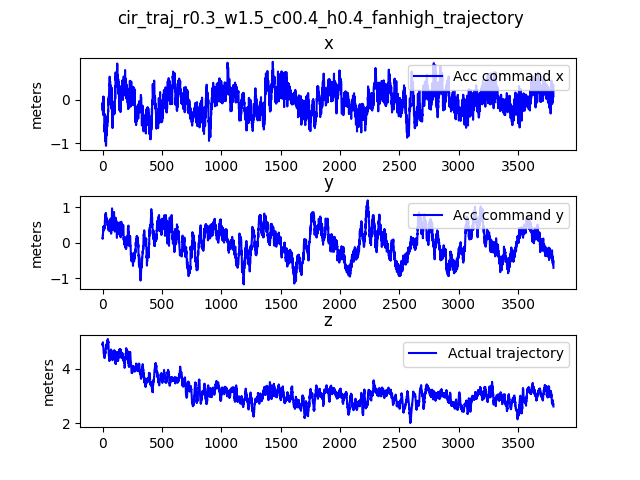 cir_traj_r0.3_w1.5_c00.4_h0.4_fanhigh_trajectory
x
meters
0
−1
Acc command x
0 500 1000 1500 2000 2500 3000 3500
y
meters
1
0
−1
Acc command y
0 500 1000 1500 2000 2500 3000 3500
z
meters
4
2
Actual trajectory
0 500 1000 1500 2000 2500 3000 3500